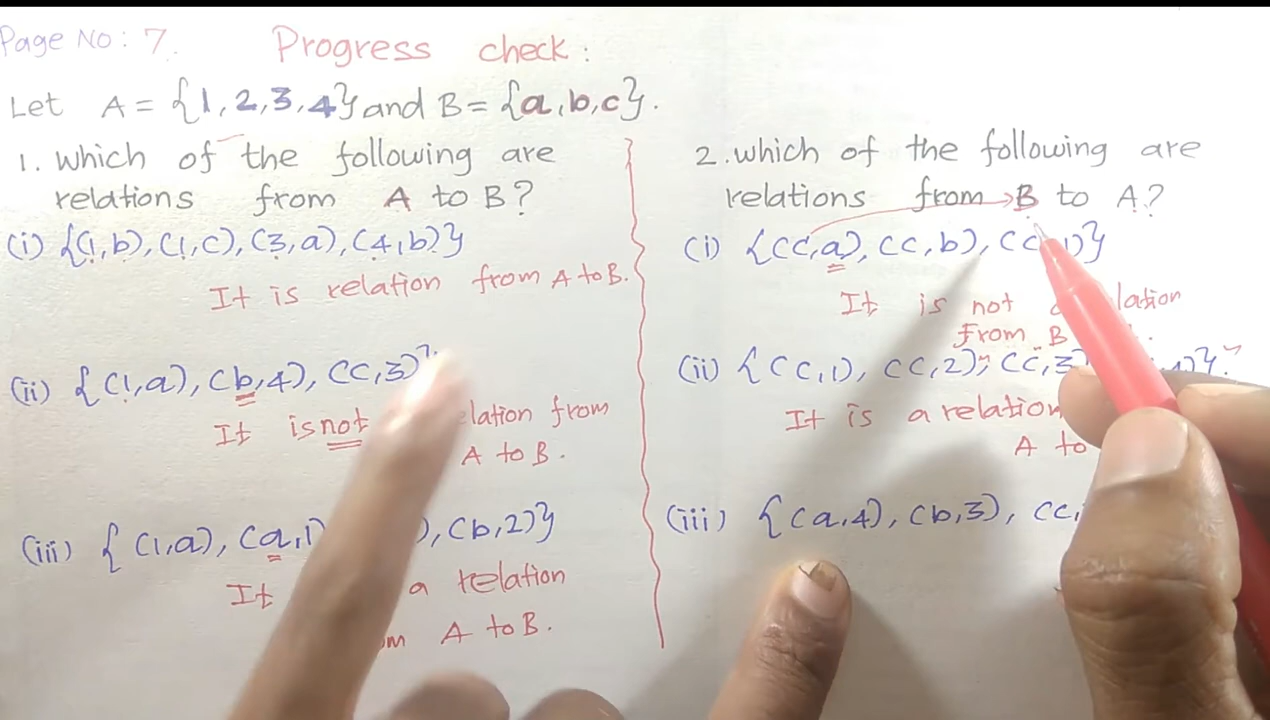 Page No: 7. Progress check:
Let A = {1,2,3,4} and B = {a,b,c}.
1. which of the following are
relations from A to B?
(i) {(1,b), (1,c), (3,a), (4,b)}
It is relation from A to B.
(ii) {(1,a), (b,4), (c,3)}
It is not relation from
A to B.
(iii) { (1,a), (a,1) ), (b,2)}
It a relation
A to B.
2. which of the following are
relations from B to A?
(i) {(c,a), (c,b), (c,1)}
It is not
from B
(ii) { (c,1), (c,2), (c,3
It is a relation
A to
(iii) {(a,4), (b,3), (c,